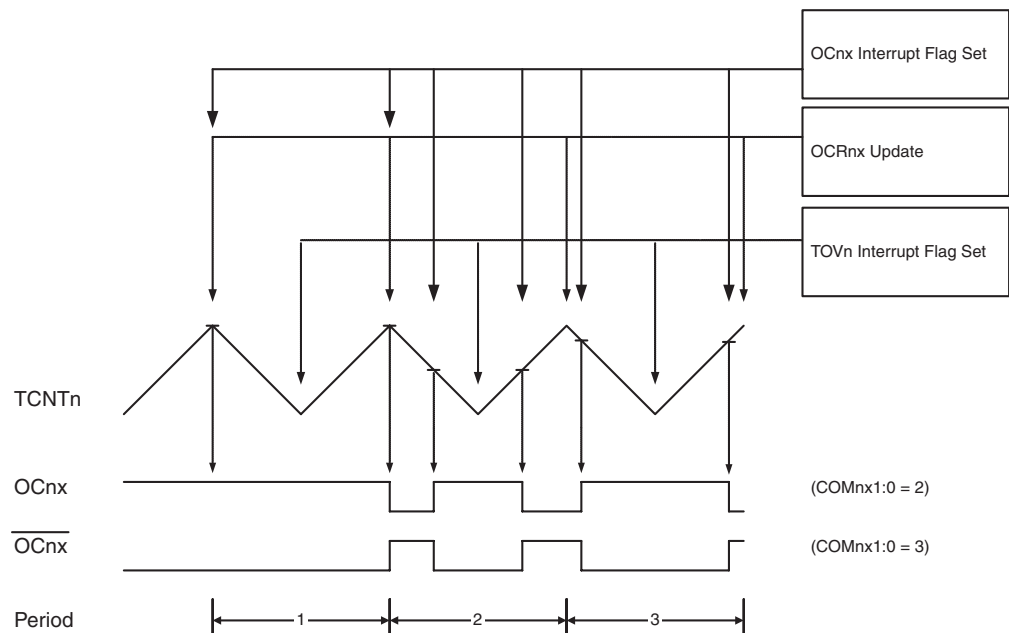 OCnx Interrupt Flag Set
OCRnx Update
TOVn Interrupt Flag Set
TCNTn
OCnx
(COMnx1:0 = 2)
OCnx
(COMnx1:0 = 3)
Period
1
2
3